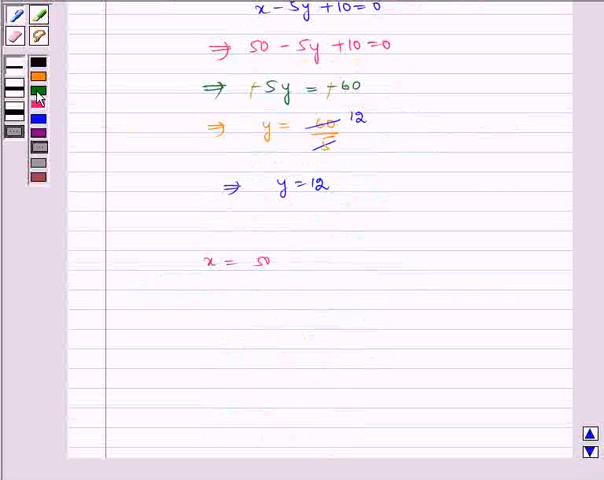 x - 5y + 10 = 0
⇒ 50 - 5y + 10 = 0
⇒ +5y = +60
⇒ y = 60/5 12
⇒ y = 12
x = 50